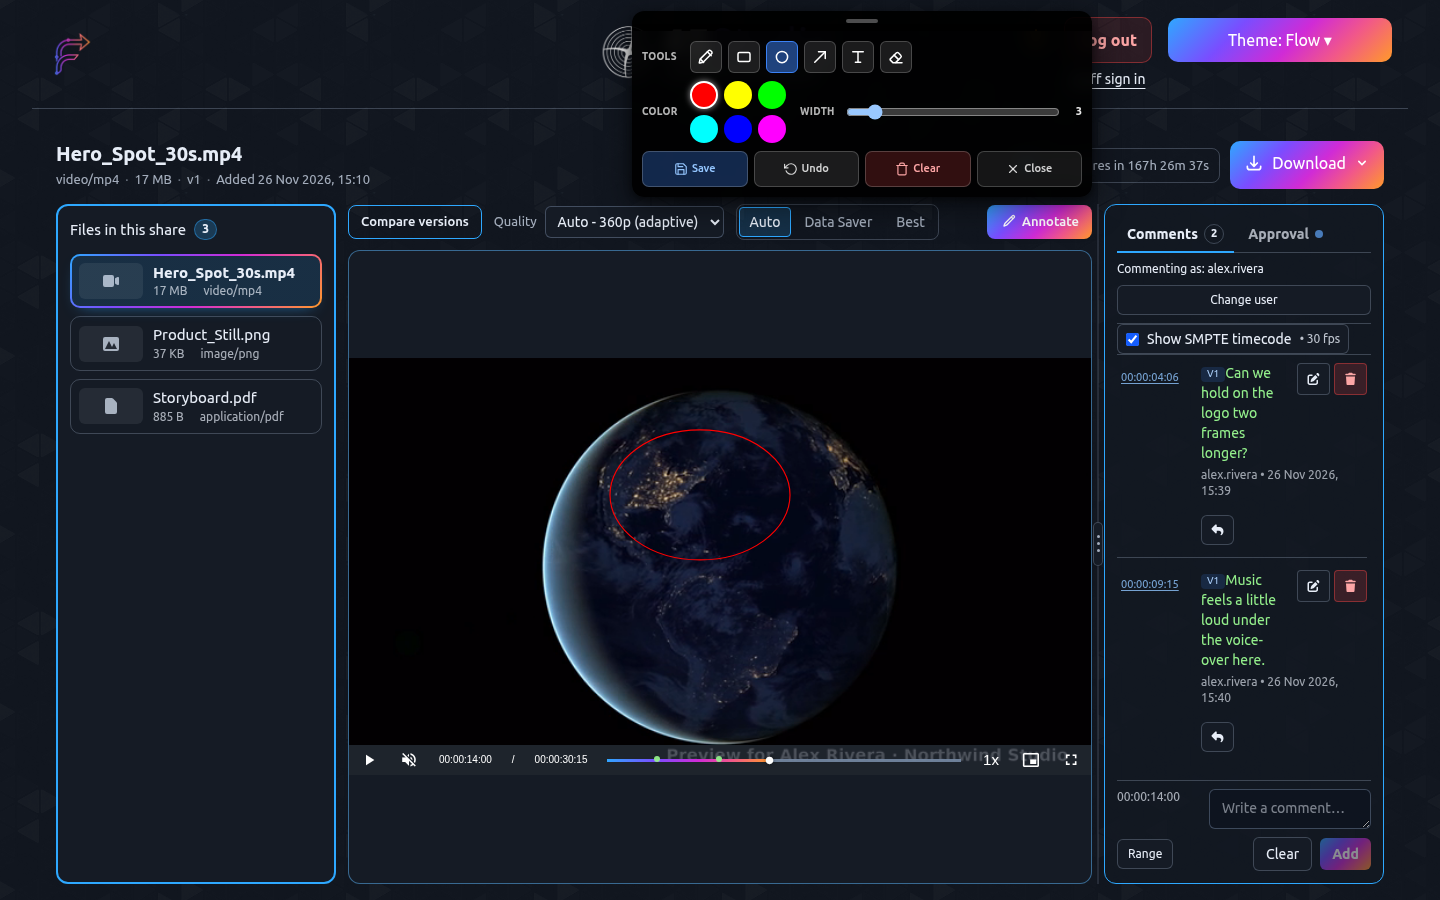 TOOLS
COLOR
WIDTH
3
Save
Undo
Clear
Close
og out
Theme: Flow ▾
ff sign in
Hero_Spot_30s.mp4
video/mp4 · 17 MB · v1 · Added 26 Nov 2026, 15:10
res in 167h 26m 37s
Download
Files in this share 3
Hero_Spot_30s.mp4
17 MB video/mp4
Product_Still.png
37 KB image/png
Storyboard.pdf
885 B application/pdf
Compare versions
Quality
Auto - 360p (adaptive)
Auto
Data Saver
Best
Annotate
Preview for Alex Rivera · Northwind Studio
00:00:14:00 / 00:00:30:15
1x
Comments 2
Approval
Commenting as: alex.rivera
Change user
Show SMPTE timecode • 30 fps
00:00:04:06
V1 Can we
hold on the
logo two
frames
longer?
alex.rivera • 26 Nov 2026,
15:39
00:00:09:15
V1 Music
feels a little
loud under
the voice-
over here.
alex.rivera • 26 Nov 2026,
15:40
00:00:14:00
Write a comment...
Range
Clear
Add